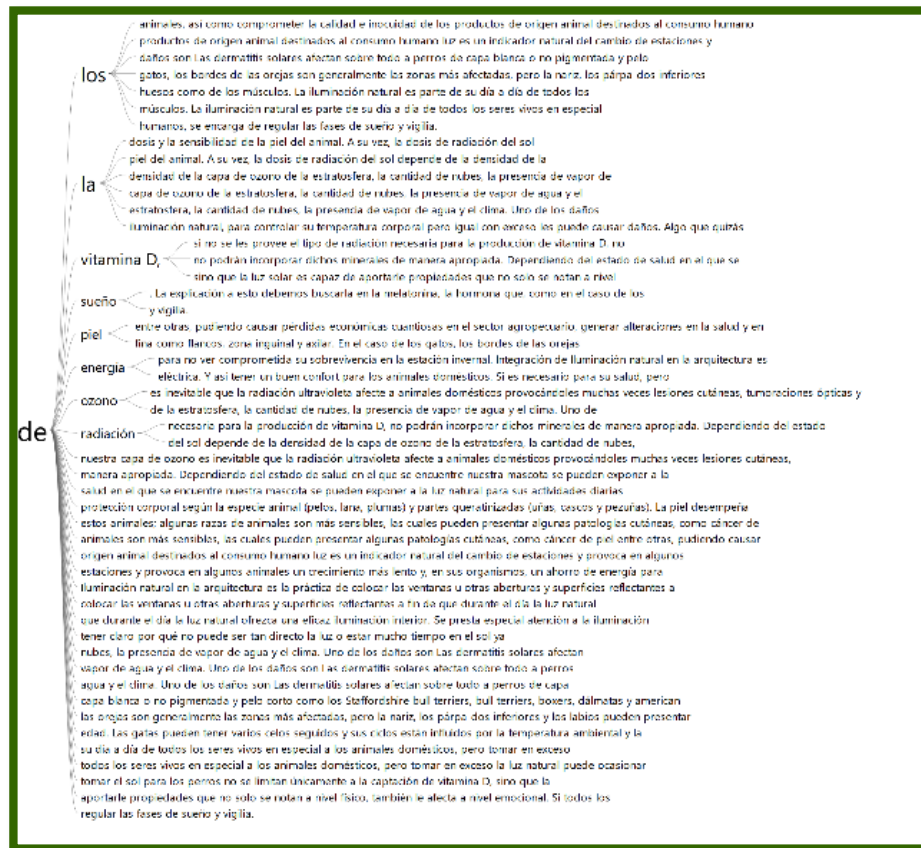 de
los
animales, así como comprometer la calidad e inocuidad de los productos de origen animal destinados al consumo humano
productos de origen animal destinados al consumo humano luz es un indicador natural del cambio de estaciones y
daños son Las dermatitis solares afectan sobre todo a perros de capa blanca o no pigmentada y pelo
gatos, los bordes de las orejas son generalmente las zonas más afectadas, pero la nariz, los párpa dos inferiores
huesos como de los músculos. La iluminación natural es parte de su día a día de todos los
músculos. La iluminación natural es parte de su día a día de todos los seres vivos en especial
humanos, se encarga de regular las fases de sueño y vigilia.
la
dosis y la sensibilidad de la piel del animal. A su vez, la dosis de radiación del sol
piel del animal. A su vez, la dosis de radiación del sol depende de la densidad de la
densidad de la capa de ozono de la estratosfera, la cantidad de nubes, la presencia de vapor de
capa de ozono de la estratosfera, la cantidad de nubes, la presencia de vapor de agua y el
estratosfera, la cantidad de nubes, la presencia de vapor de agua y el clima. Uno de los daños
iluminación natural, para controlar su temperatura corporal pero igual con exceso les puede causar daños. Algo que quizás
vitamina D,
si no se les provee el tipo de radiación necesaria para la producción de vitamina D, no
no podrán incorporar dichos minerales de manera apropiada. Dependiendo del estado de salud en el que se
sino que la luz solar es capaz de aportarle propiedades que no solo se notan a nivel
sueño
. La explicación a esto debemos buscarla en la melatonina, la hormona que, como en el caso de los
y vigilia.
piel
entre otras, pudiendo causar pérdidas económicas cuantiosas en el sector agropecuario, generar alteraciones en la salud y en
fina como flancos, zona inguinal y axilar. En el caso de los gatos, los bordes de las orejas
energía
para no ver comprometida su sobrevivencia en la estación invernal. Integración de Iluminación natural en la arquitectura es
eléctrica. Y así tener un buen confort para los animales domésticos. Si es necesario para su salud, pero
ozono
es inevitable que la radiación ultravioleta afecte a animales domésticos provocándoles muchas veces lesiones cutáneas, tumoraciones ópticas y
de la estratosfera, la cantidad de nubes, la presencia de vapor de agua y el clima. Uno de
radiación
necesaria para la producción de vitamina D, no podrán incorporar dichos minerales de manera apropiada. Dependiendo del estado
del sol depende de la densidad de la capa de ozono de la estratosfera, la cantidad de nubes,
nuestra capa de ozono es inevitable que la radiación ultravioleta afecte a animales domésticos provocándoles muchas veces lesiones cutáneas,
manera apropiada. Dependiendo del estado de salud en el que se encuentre nuestra mascota se pueden exponer a la
salud en el que se encuentre nuestra mascota se pueden exponer a la luz natural para sus actividades diarias
protección corporal según la especie animal (pelos, lana, plumas) y partes queratinizadas (uñas, cascos y pezuñas). La piel desempeña
estos animales; algunas razas de animales son más sensibles, las cuales pueden presentar algunas patologías cutáneas, como cáncer de
animales son más sensibles, las cuales pueden presentar algunas patologías cutáneas, como cáncer de piel entre otras, pudiendo causar
origen animal destinados al consumo humano luz es un indicador natural del cambio de estaciones y provoca en algunos
estaciones y provoca en algunos animales un crecimiento más lento y, en sus organismos, un ahorro de energía para
Iluminación natural en la arquitectura es la práctica de colocar las ventanas u otras aberturas y superficies reflectantes a
colocar las ventanas u otras aberturas y superficies reflectantes a fin de que durante el día la luz natural
que durante el día la luz natural ofrezca una eficaz iluminación interior. Se presta especial atención a la iluminación
tener claro por qué no puede ser tan directo la luz o estar mucho tiempo en el sol ya
nubes, la presencia de vapor de agua y el clima. Uno de los daños son Las dermatitis solares afectan
vapor de agua y el clima. Uno de los daños son Las dermatitis solares afectan sobre todo a perros
agua y el clima. Uno de los daños son Las dermatitis solares afectan sobre todo a perros de capa
capa blanca o no pigmentada y pelo corto como los Staffordshire bull terriers, bull terriers, boxers, dálmatas y american
las orejas son generalmente las zonas más afectadas, pero la nariz, los párpa dos inferiores y los labios pueden presentar
edad. Las gatas pueden tener varios celos seguidos y sus ciclos están influidos por la temperatura ambiental y la
su día a día de todos los seres vivos en especial a los animales domésticos, pero tomar en exceso
todos los seres vivos en especial a los animales domésticos, pero tomar en exceso la luz natural puede ocasionar
tomar el sol para los perros no se limitan únicamente a la captación de vitamina D, sino que la
aportarle propiedades que no solo se notan a nivel físico, también le afecta a nivel emocional. Si todos los
regular las fases de sueño y vigilia.